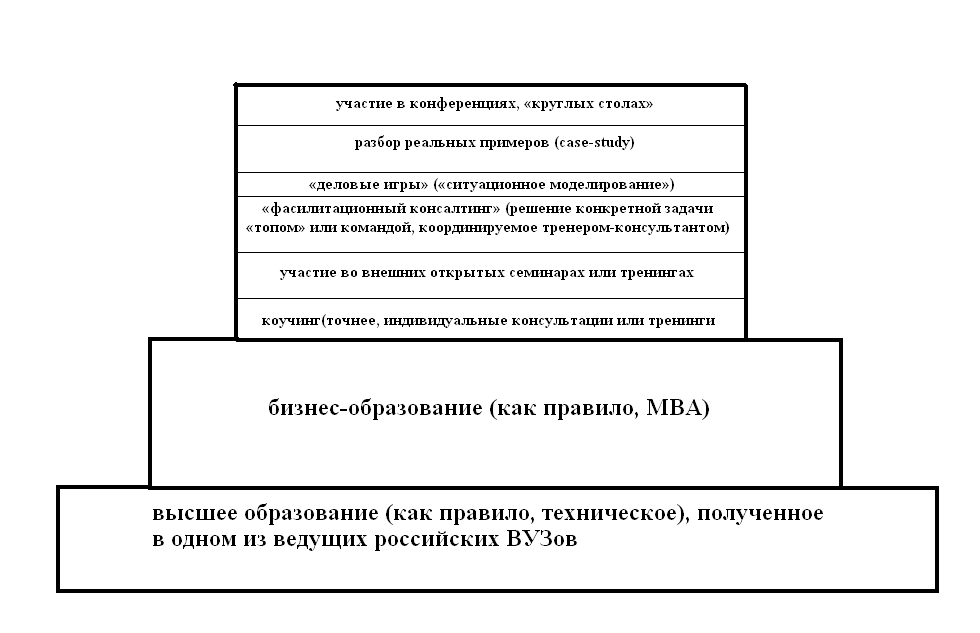 участие в конференциях, «круглых столах»
разбор реальных примеров (case-study)
«деловые игры» («ситуационное моделирование»)
«фасилитационный консалтинг» (решение конкретной задачи
«топом» или командой, координируемое тренером-консультантом)
участие во внешних открытых семинарах или тренингах
коучинг(точнее, индивидуальные консультации или тренинги
бизнес-образование (как правило, МВА)
высшее образование (как правило, техническое), полученное
в одном из ведущих российских ВУЗов